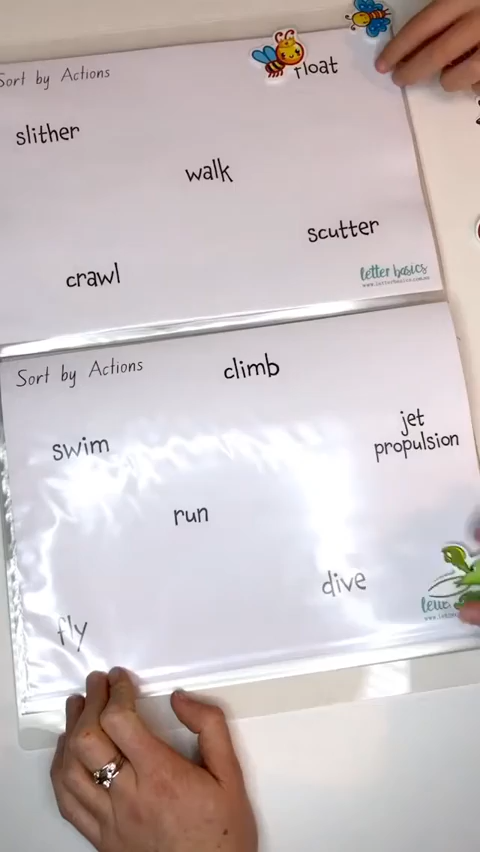 Sort by Actions
float
slither
walk
scutter
crawl
letter basics
Sort by Actions
climb
jet
propulsion
swim
run
dive
fly